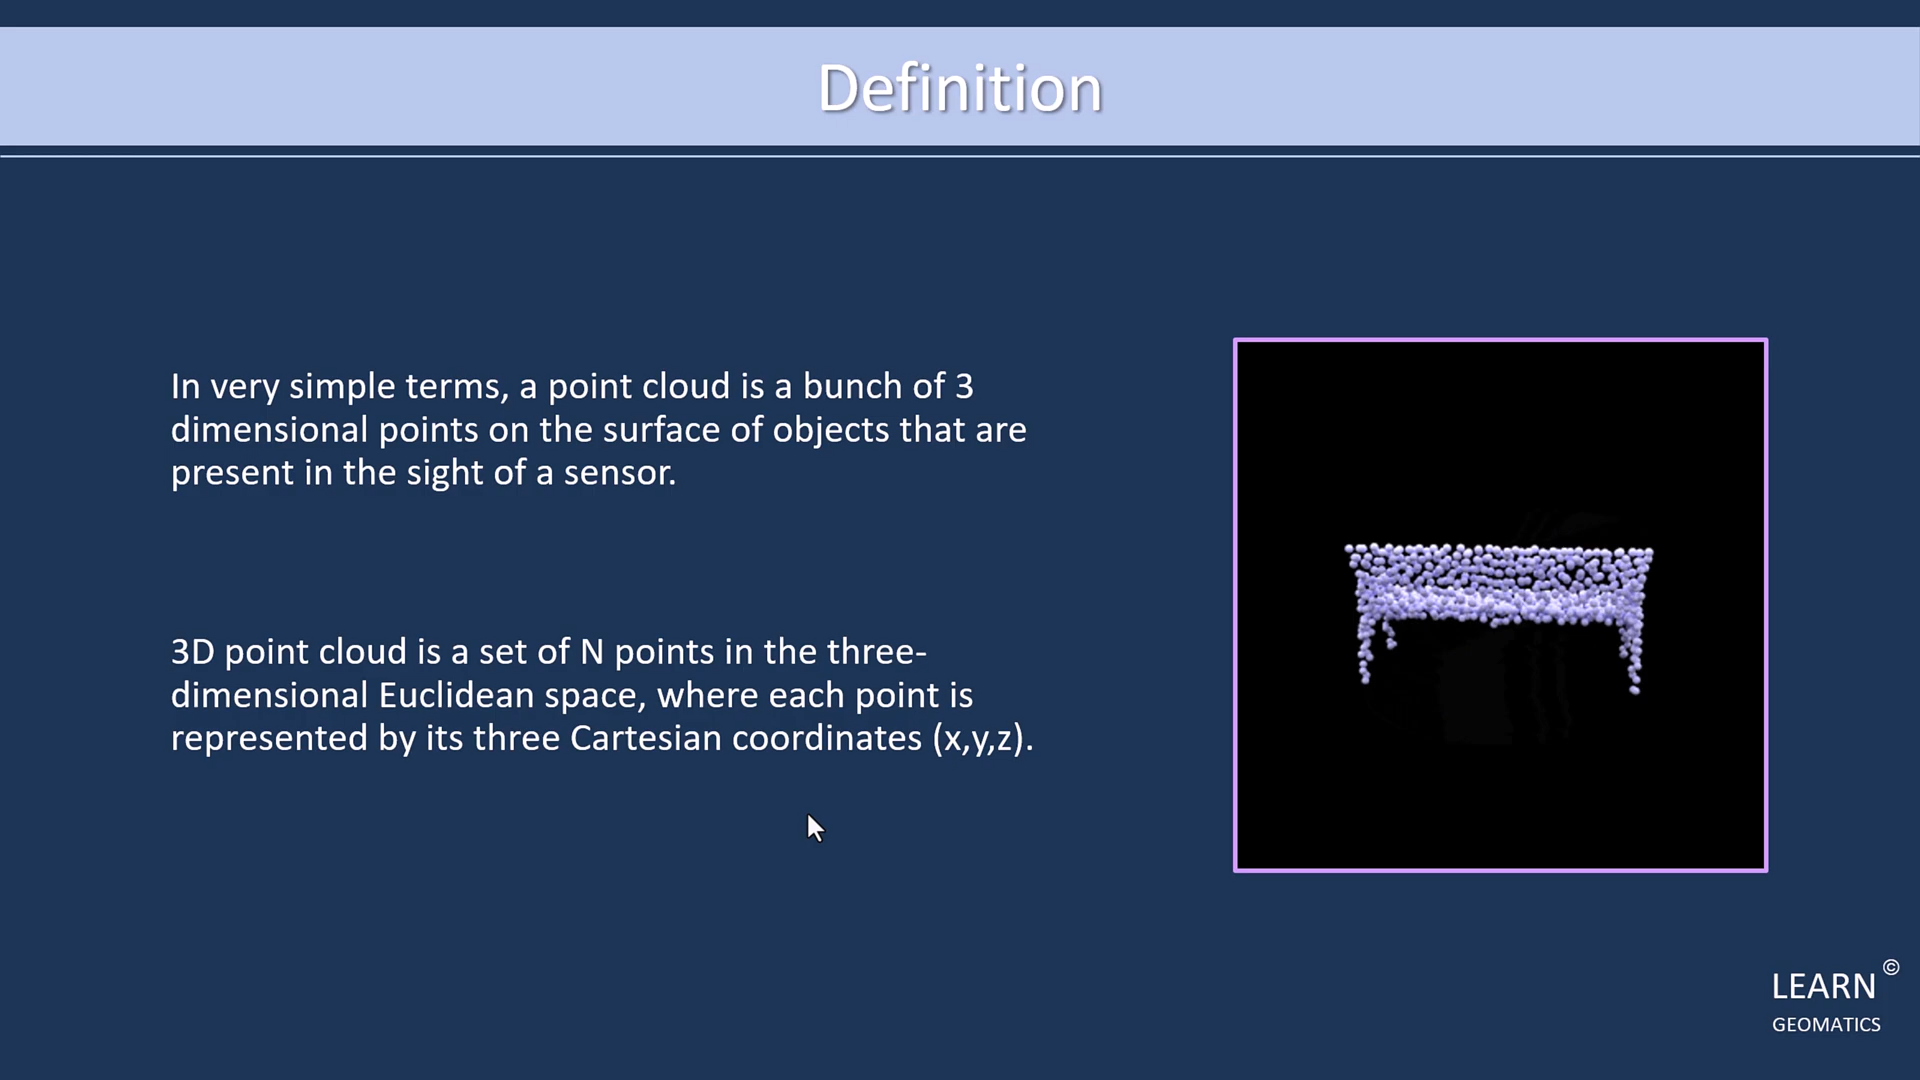 Definition
In very simple terms, a point cloud is a bunch of 3
dimensional points on the surface of objects that are
present in the sight of a sensor.
3D point cloud is a set of N points in the three-
dimensional Euclidean space, where each point is
represented by its three Cartesian coordinates (x,y,z).
LEARN ©
GEOMATICS